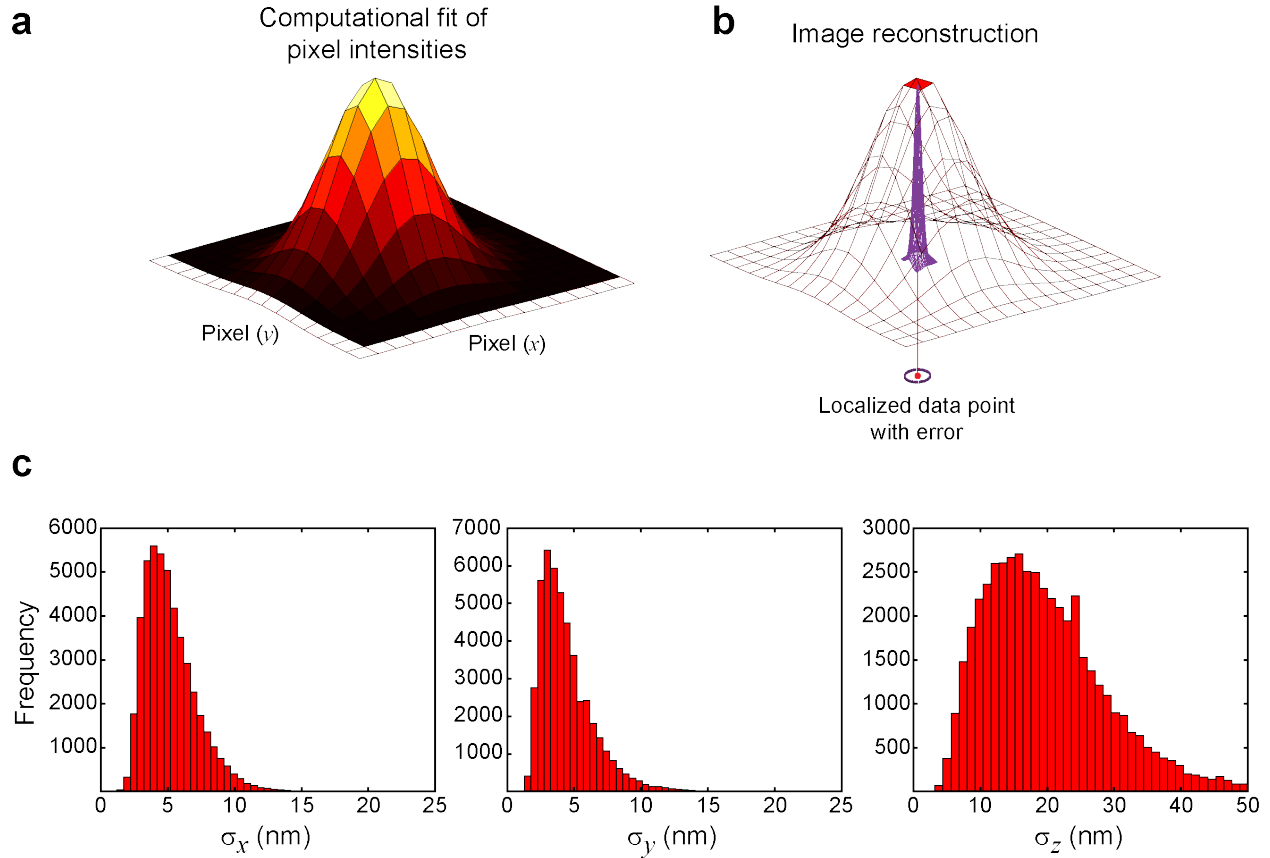 a
Computational fit of
pixel intensities
Pixel (y)
Pixel (x)
b
Image reconstruction
Localized data point
with error
c
Frequency
6000
5000
4000
3000
2000
1000
0 5 10 15 20 25
σx (nm)
7000
6000
5000
4000
3000
2000
1000
0 5 10 15 20 25
σy (nm)
3000
2500
2000
1500
1000
500
0 10 20 30 40 50
σz (nm)